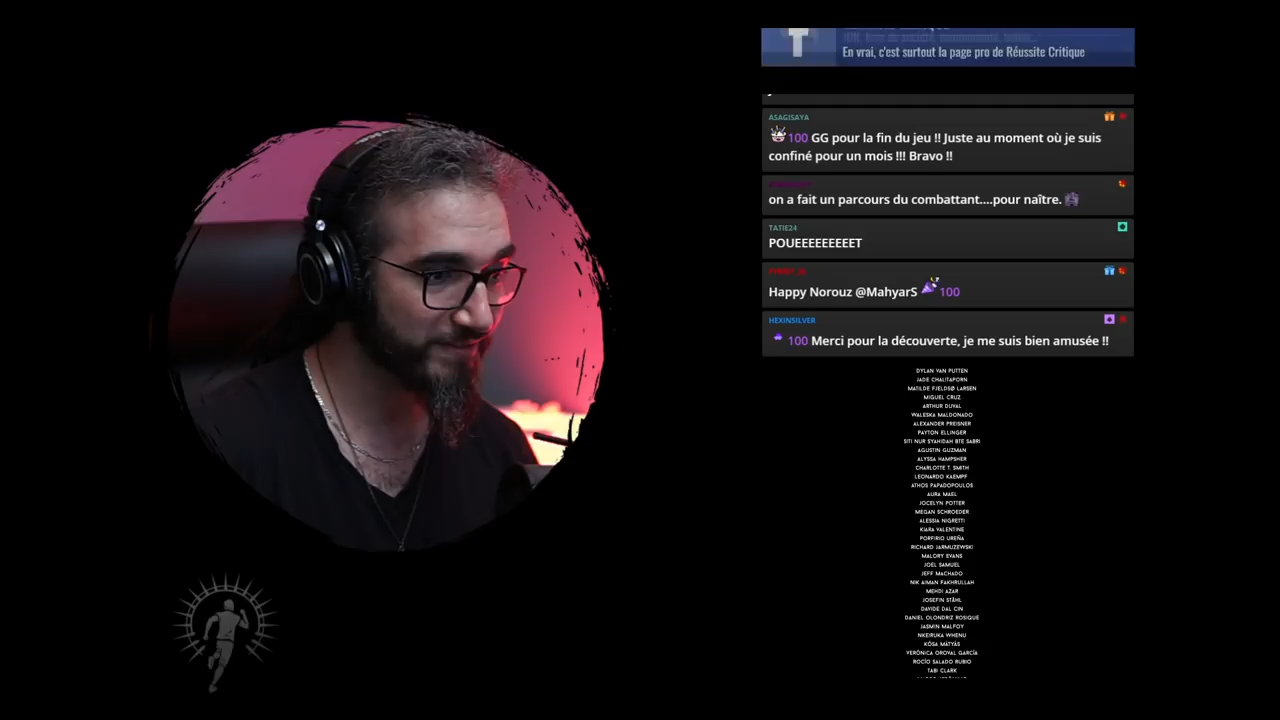 En vrai, c'est surtout la page pro de Réussite Critique
ASAGISAYA
100 GG pour la fin du jeu !! Juste au moment où je suis
confiné pour un mois !!! Bravo !!
on a fait un parcours du combattant....pour naître.
TATIE24
POUEEEEEEEEET
Happy Norouz @MahyarS 100
HEXINSILVER
100 Merci pour la découverte, je me suis bien amusée !!
DYLAN VAN PUTTEN
JADE CHALITAPORN
MATILDE FJELDSØ LARSEN
MIGUEL CRUZ
ARTHUR DUVAL
WALESKA MALDONADO
ALEXANDER PREISNER
PAYTON ELLINGER
SITI NUR SYAHIDAH BTE SABRI
AGUSTIN GUZMAN
ALYSSA HAMPSHER
CHARLOTTE T. SMITH
LEONARDO KAEMPF
ATHOS PAPADOPOULOS
AURA MAEL
JOCELYN POTTER
MEGAN SCHROEDER
ALESSIA NIGRETTI
KIARA VALENTINE
PORFIRIO UREÑA
RICHARD JARMUZEWSKI
MALORY EVANS
JOEL SAMUEL
JEFF MACHADO
NIK AIMAN FAKHRULLAH
MEHDI AZAR
JOSEFIN STÅHL
DAVIDE DAL CIN
DANIEL OLONDRIZ ROSIQUE
JASMIN MALFOY
NKEIRUKA WHENU
KÓSA MÁTYÁS
VERÓNICA OROVAL GARCÍA
ROCÍO SALADO RUBIO
TABI CLARK